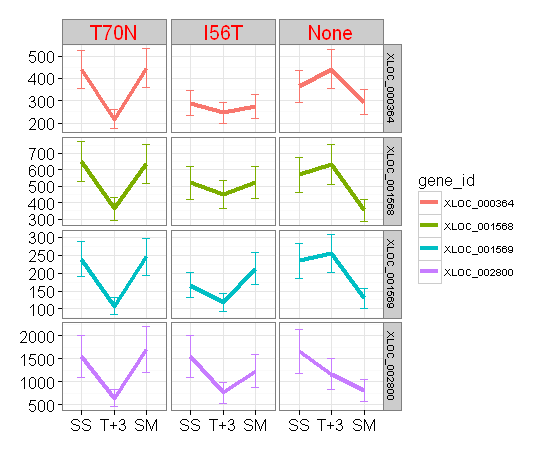 T70N I56T None
500
400
300
200
XLOC_000364
700
600
500
400
300
XLOC_001568
300
250
200
150
100
XLOC_001569
2000
1500
1000
500
XLOC_002800
SS T+3 SM SS T+3 SM SS T+3 SM
gene_id
XLOC_000364
XLOC_001568
XLOC_001569
XLOC_002800